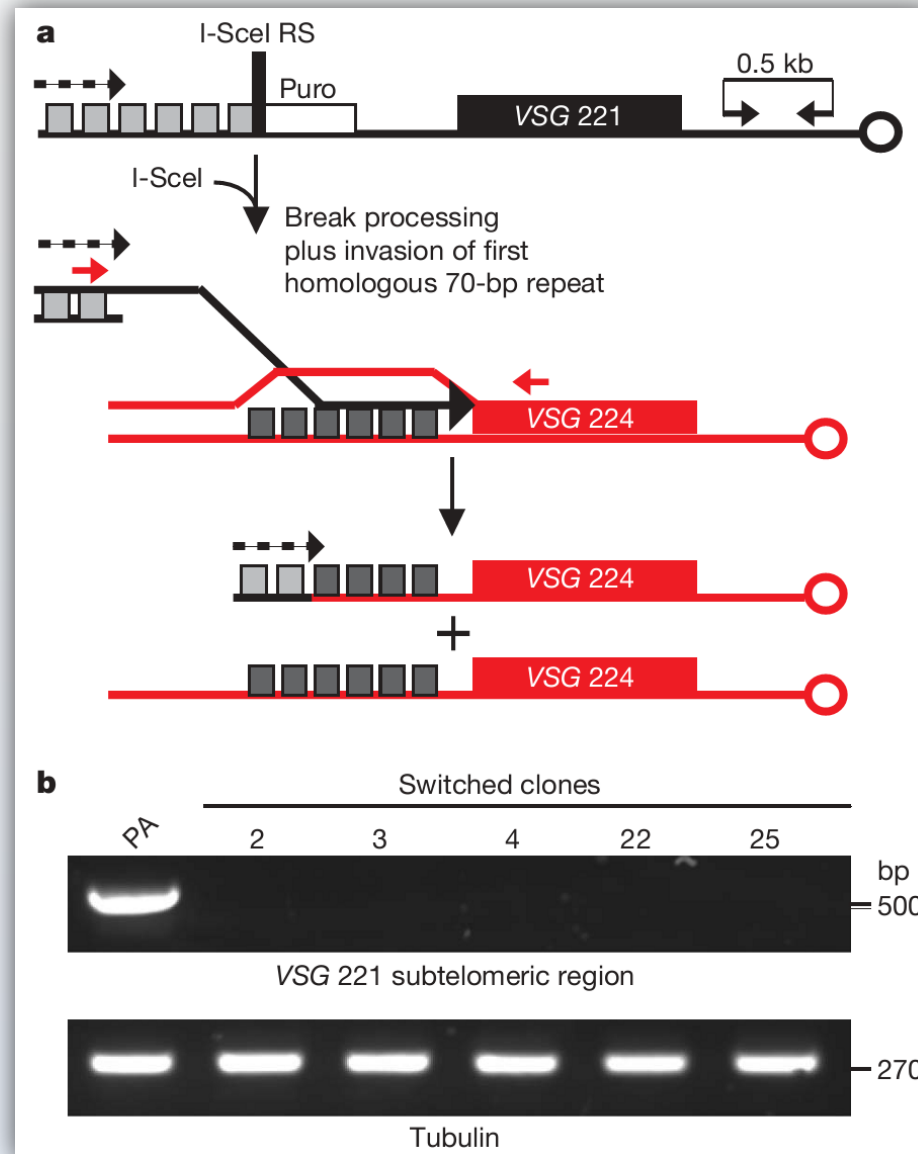 a
I-SceI RS
Puro
VSG 221
0.5 kb
I-SceI
Break processing
plus invasion of first
homologous 70-bp repeat
VSG 224
VSG 224
+
VSG 224
b
Switched clones
PA 2 3 4 22 25
bp
500
VSG 221 subtelomeric region
270
Tubulin